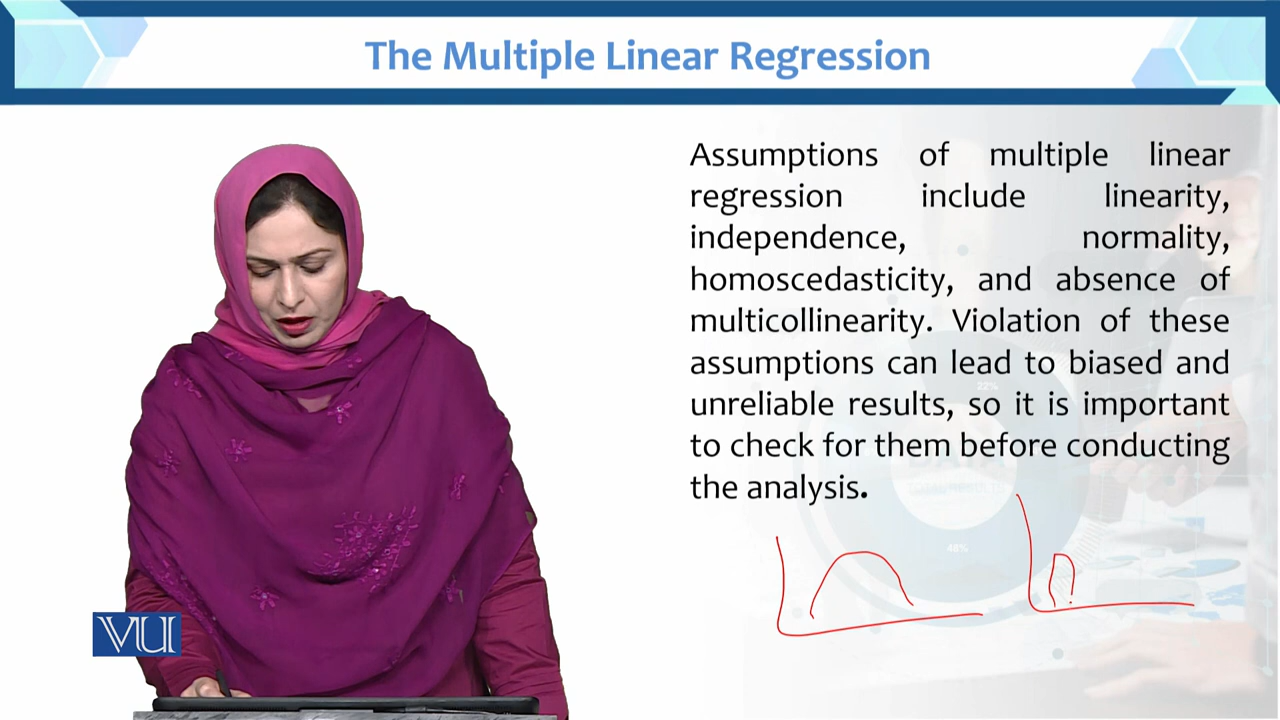 The Multiple Linear Regression
Assumptions of multiple linear
regression include linearity,
independence, normality,
homoscedasticity, and absence of
multicollinearity. Violation of these
assumptions can lead to biased and
unreliable results, so it is important
to check for them before conducting
the analysis.
22%
48%
VU